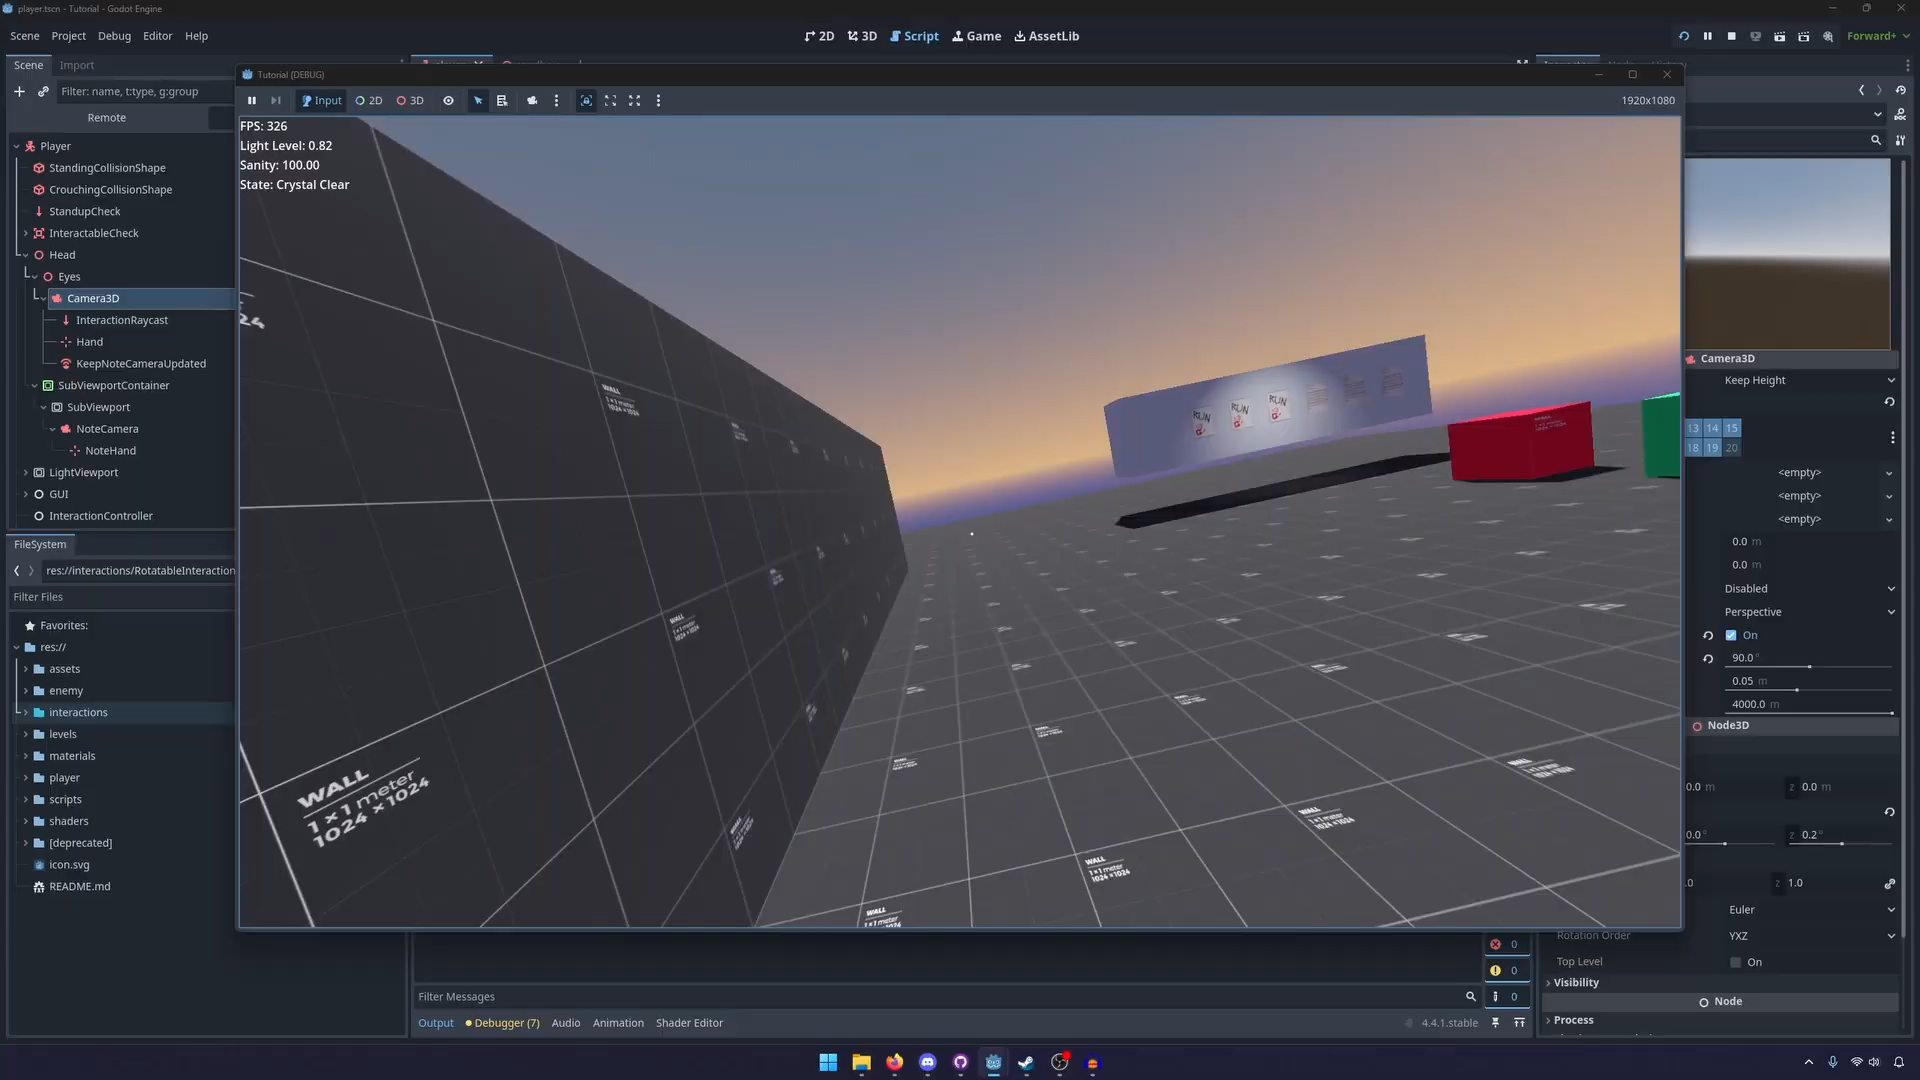 player.tscn - Tutorial - Godot Engine
Scene Project Debug Editor Help
2D 3D Script Game AssetLib
Forward+
Scene Import
Filter: name, t:type, g:group
Remote
Player
StandingCollisionShape
CrouchingCollisionShape
StandupCheck
InteractableCheck
Head
Eyes
Camera3D
InteractionRaycast
Hand
KeepNoteCameraUpdated
SubViewportContainer
SubViewport
NoteCamera
NoteHand
LightViewport
GUI
InteractionController
FileSystem
res://interactions/RotatableInteraction
Filter Files
Favorites:
res://
assets
enemy
interactions
levels
materials
player
scripts
shaders
[deprecated]
icon.svg
README.md
Tutorial (DEBUG)
Input 2D 3D
1920x1080
FPS: 326
Light Level: 0.82
Sanity: 100.00
State: Crystal Clear
RUN
RUN
RUN
WALL
1×1 meter
1024×1024
WALL
1×1 meter
1024×1024
WALL
1×1 meter
1024×1024
Camera3D
Keep Height
13 14 15
18 19 20
<empty>
<empty>
<empty>
0.0 m
0.0 m
Disabled
Perspective
On
90.0 °
0.05 m
4000.0 m
Node3D
0.0 m z 0.0 m
0.0 ° z 0.2 °
.0 z 1.0
Euler
Rotation Order YXZ
Top Level On
Visibility
Node
Process
0
0
0
Filter Messages
Output Debugger (7) Audio Animation Shader Editor
4.4.1.stable